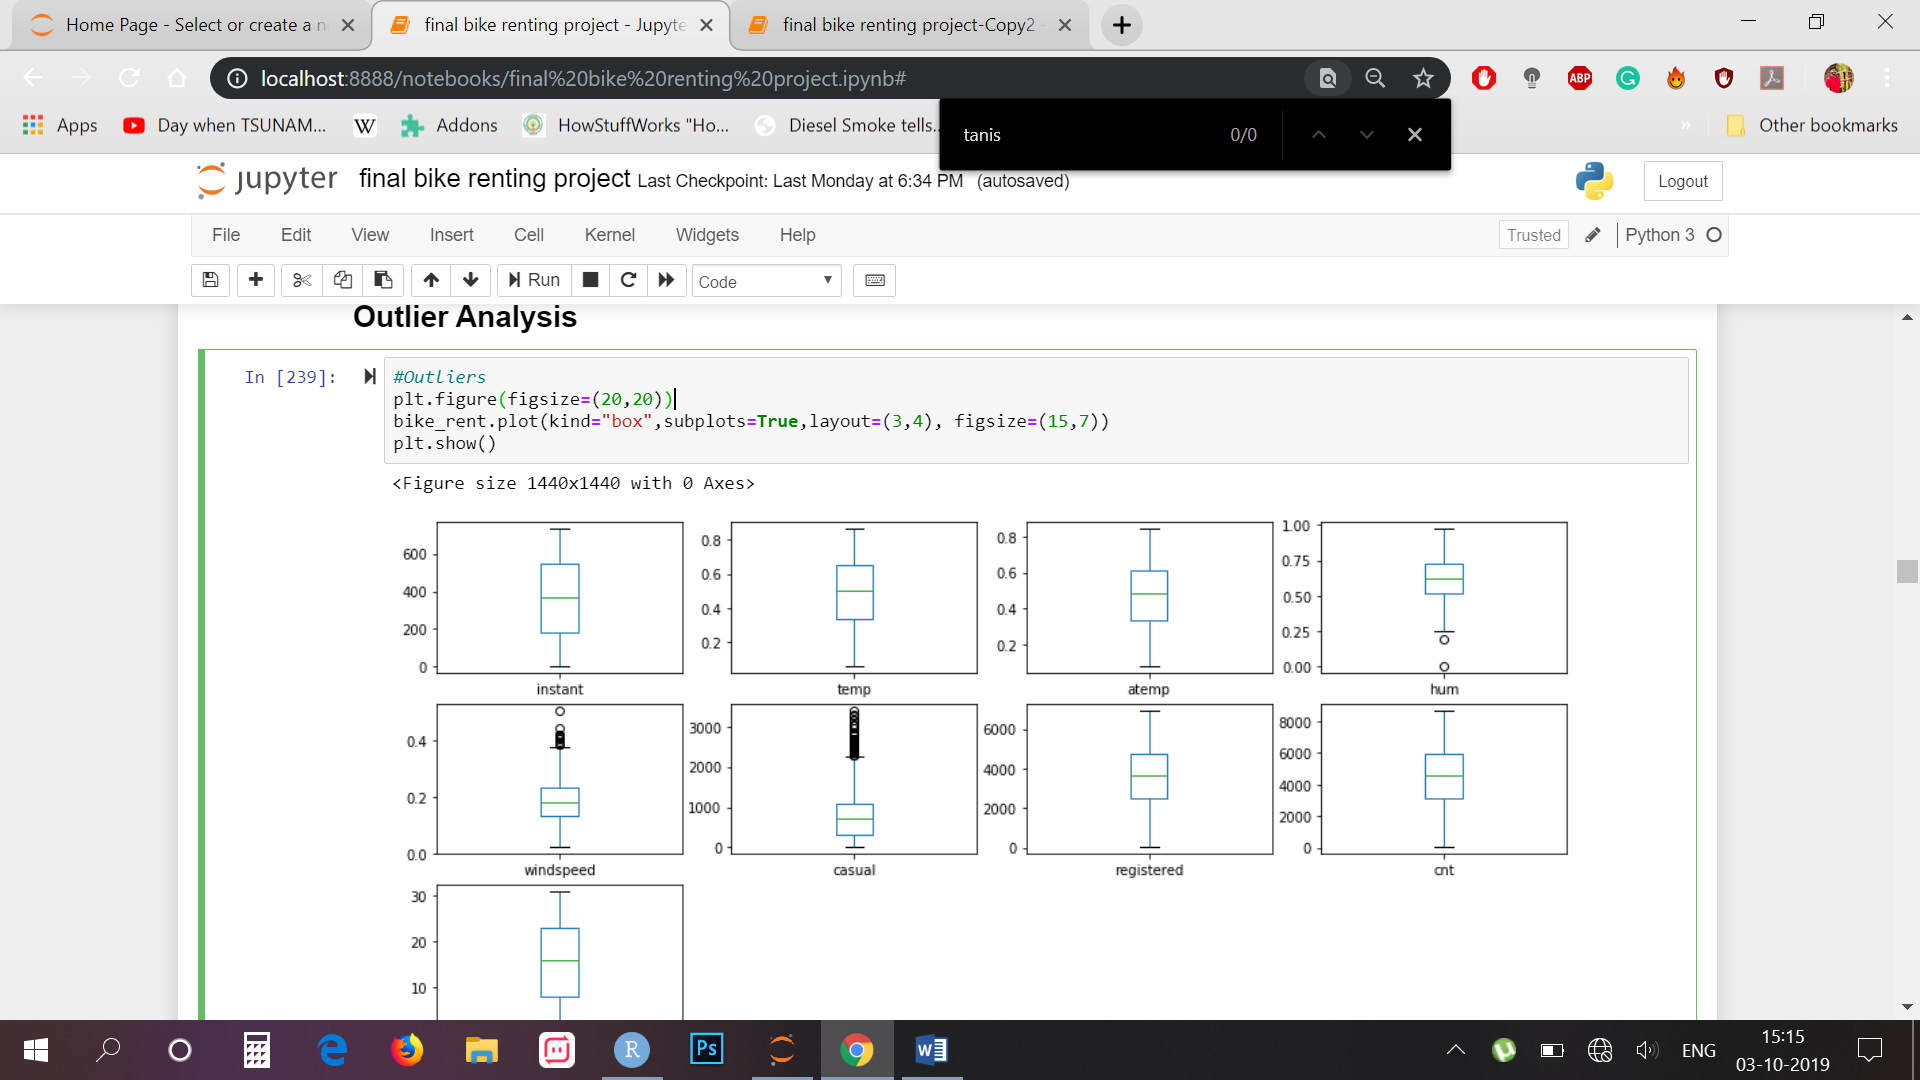 Home Page - Select or create a n
final bike renting project - Jupyte
final bike renting project-Copy2 -
localhost:8888/notebooks/final%20bike%20renting%20project.ipynb#
ABP
Apps
Day when TSUNAM...
W
Addons
HowStuffWorks "Ho...
Diesel Smoke tells...
»
Other bookmarks
tanis
0/0
jupyter
final bike renting project Last Checkpoint: Last Monday at 6:34 PM (autosaved)
Logout
File Edit View Insert Cell Kernel Widgets Help
Trusted
Python 3
Run
Code
Outlier Analysis
In [239]:
#Outliers
plt.figure(figsize=(20,20))
bike_rent.plot(kind="box",subplots=True,layout=(3,4), figsize=(15,7))
plt.show()
<Figure size 1440x1440 with 0 Axes>
600
400
200
0
instant
0.8
0.6
0.4
0.2
temp
0.8
0.6
0.4
0.2
atemp
1.00
0.75
0.50
0.25
0.00
hum
0.4
0.2
0.0
windspeed
3000
2000
1000
0
casual
6000
4000
2000
0
registered
8000
6000
4000
2000
0
cnt
30
20
10
R
Ps
W
ENG
15:15
03-10-2019